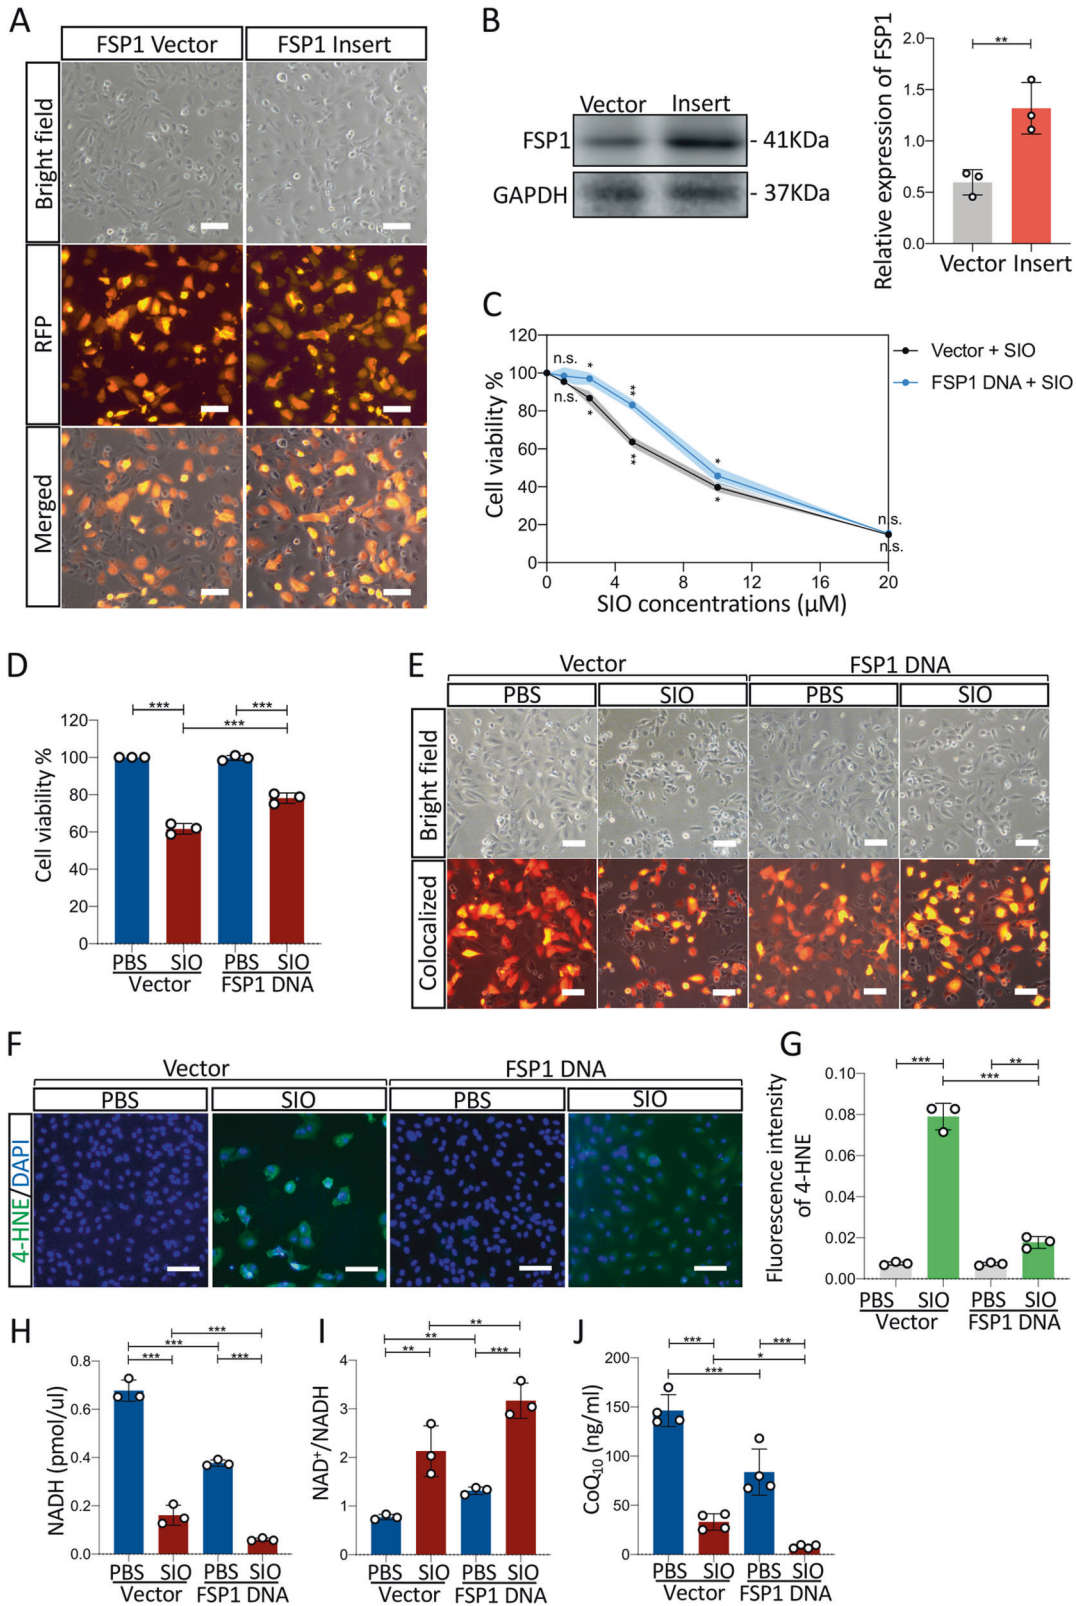 A
FSP1 Vector
FSP1 Insert
Bright field
RFP
Merged
B
Vector Insert
FSP1
- 41KDa
GAPDH
- 37KDa
Relative expression of FSP1
2.0
1.5
1.0
0.5
0.0
**
Vector Insert
C
Cell viability %
120
100
80
60
40
20
0
n.s.
*
**
*
n.s.
n.s.
*
**
*
n.s.
0 4 8 12 16 20
SIO concentrations (µM)
Vector + SIO
FSP1 DNA + SIO
D
Cell viability %
120
100
80
60
40
20
0
*** ***
***
PBS SIO PBS SIO
Vector FSP1 DNA
E
Vector FSP1 DNA
PBS SIO PBS SIO
Bright field
Colocalized
F
Vector FSP1 DNA
PBS SIO PBS SIO
4-HNE/DAPI
G
Fluorescence intensity
of 4-HNE
0.10
0.08
0.06
0.04
0.02
0.00
*** **
***
PBS SIO PBS SIO
Vector FSP1 DNA
H
NADH (pmol/ul)
0.8
0.6
0.4
0.2
0.0
***
***
*** ***
PBS SIO PBS SIO
Vector FSP1 DNA
I
NAD⁺/NADH
4
3
2
1
0
**
**
** ***
PBS SIO PBS SIO
Vector FSP1 DNA
J
CoQ₁₀ (ng/ml)
200
150
100
50
0
*** ***
*
***
PBS SIO PBS SIO
Vector FSP1 DNA